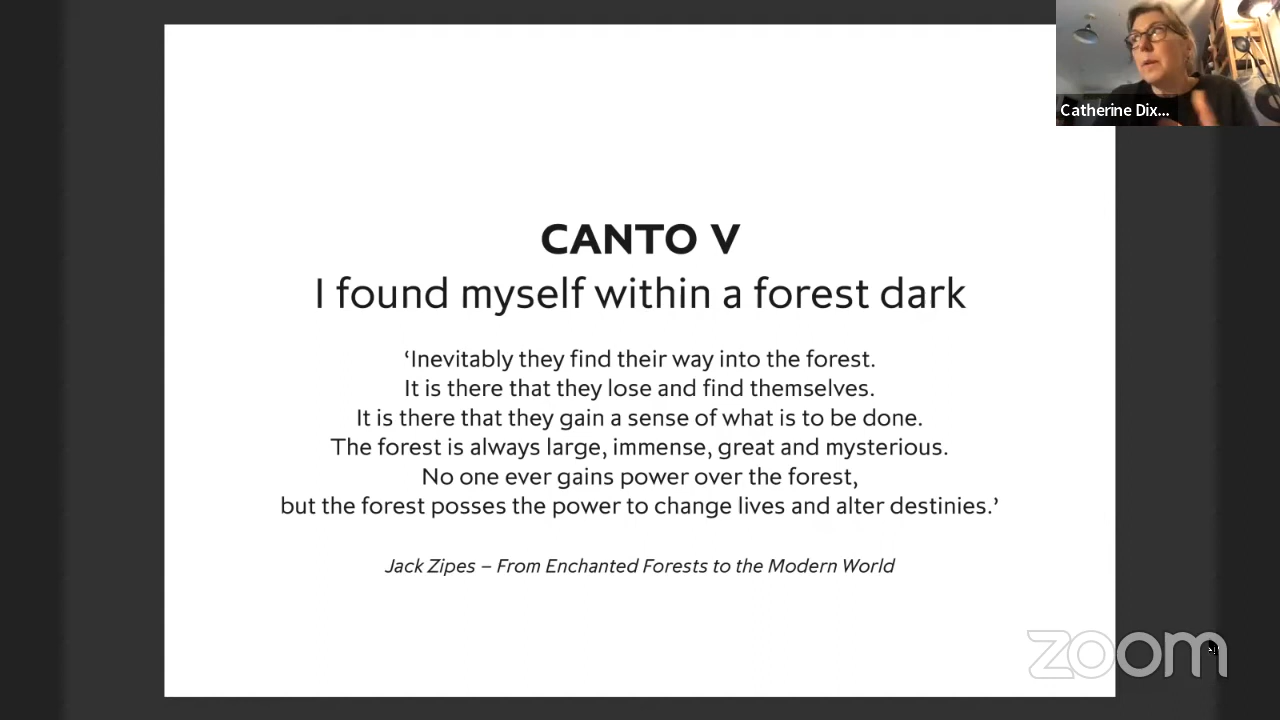 Catherine Dix...
CANTO V
I found myself within a forest dark
‘Inevitably they find their way into the forest.
It is there that they lose and find themselves.
It is there that they gain a sense of what is to be done.
The forest is always large, immense, great and mysterious.
No one ever gains power over the forest,
but the forest posses the power to change lives and alter destinies.’
Jack Zipes – From Enchanted Forests to the Modern World
zoom